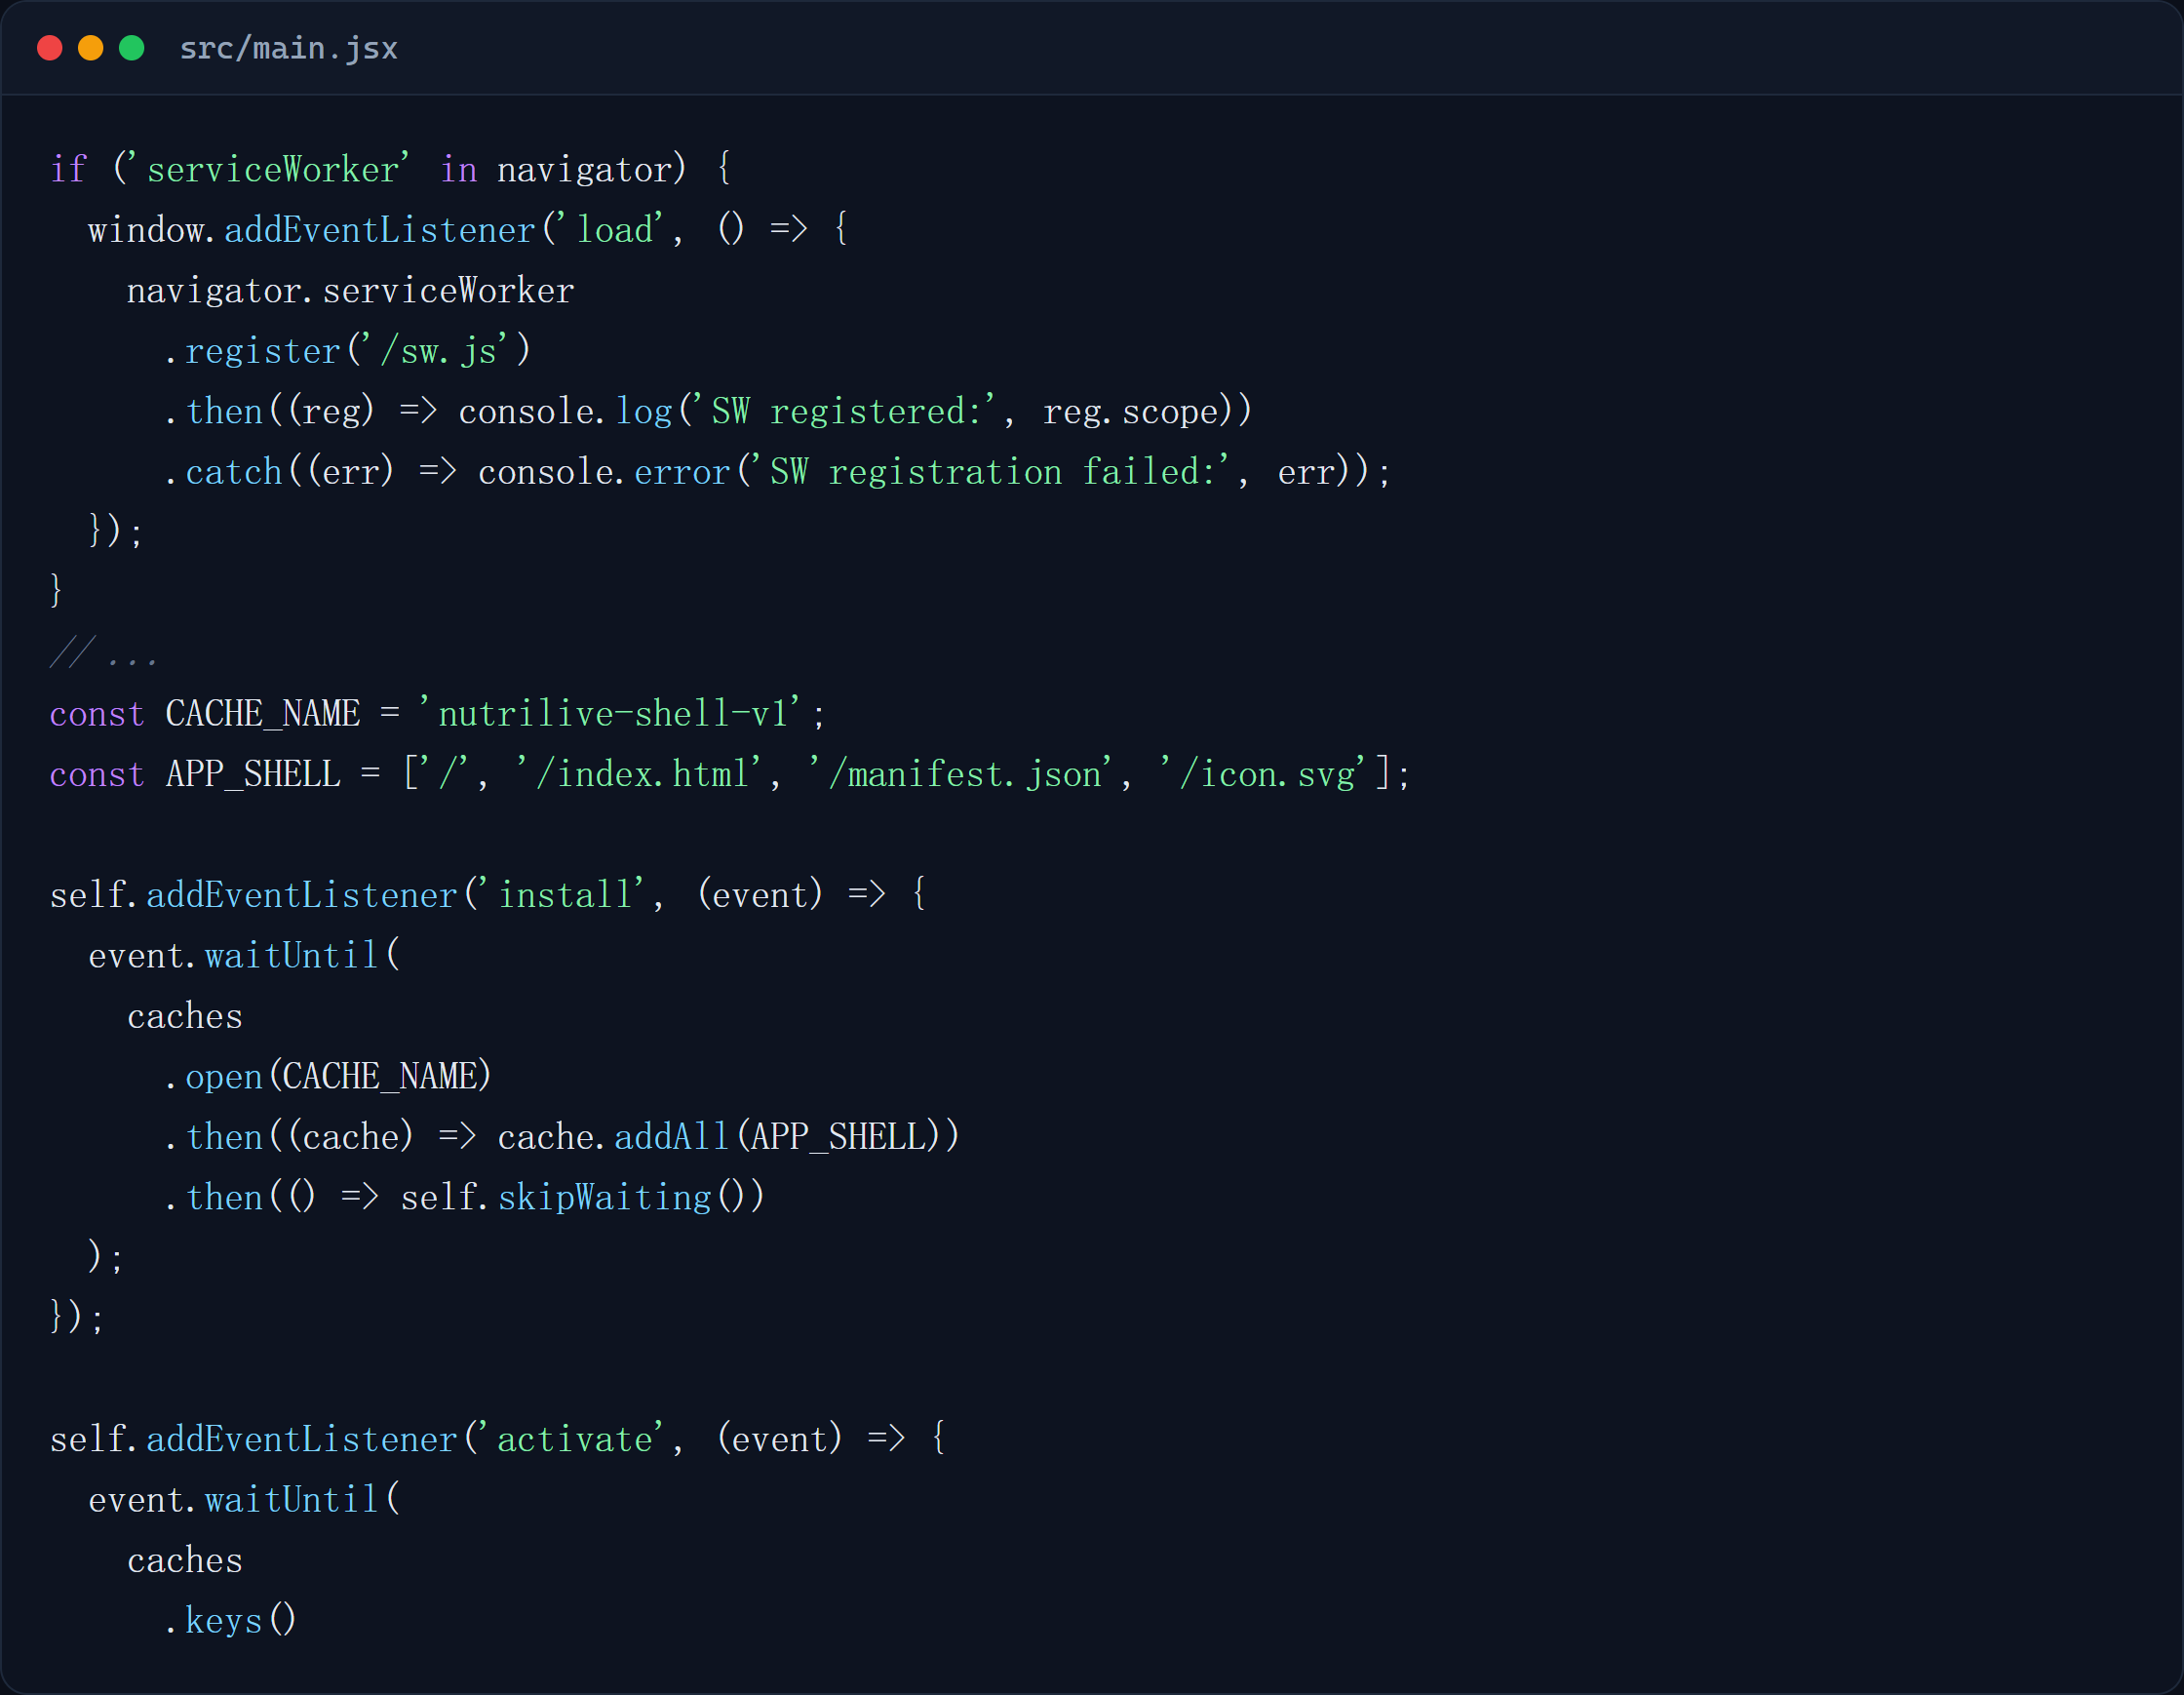 src/main.jsx
if ('serviceWorker' in navigator) {
  window.addEventListener('load', () => {
    navigator.serviceWorker
      .register('/sw.js')
      .then((reg) => console.log('SW registered:', reg.scope))
      .catch((err) => console.error('SW registration failed:', err));
  });
}
// ...
const CACHE_NAME = 'nutrilive-shell-v1';
const APP_SHELL = ['/', '/index.html', '/manifest.json', '/icon.svg'];

self.addEventListener('install', (event) => {
  event.waitUntil(
    caches
      .open(CACHE_NAME)
      .then((cache) => cache.addAll(APP_SHELL))
      .then(() => self.skipWaiting())
  );
});

self.addEventListener('activate', (event) => {
  event.waitUntil(
    caches
      .keys()